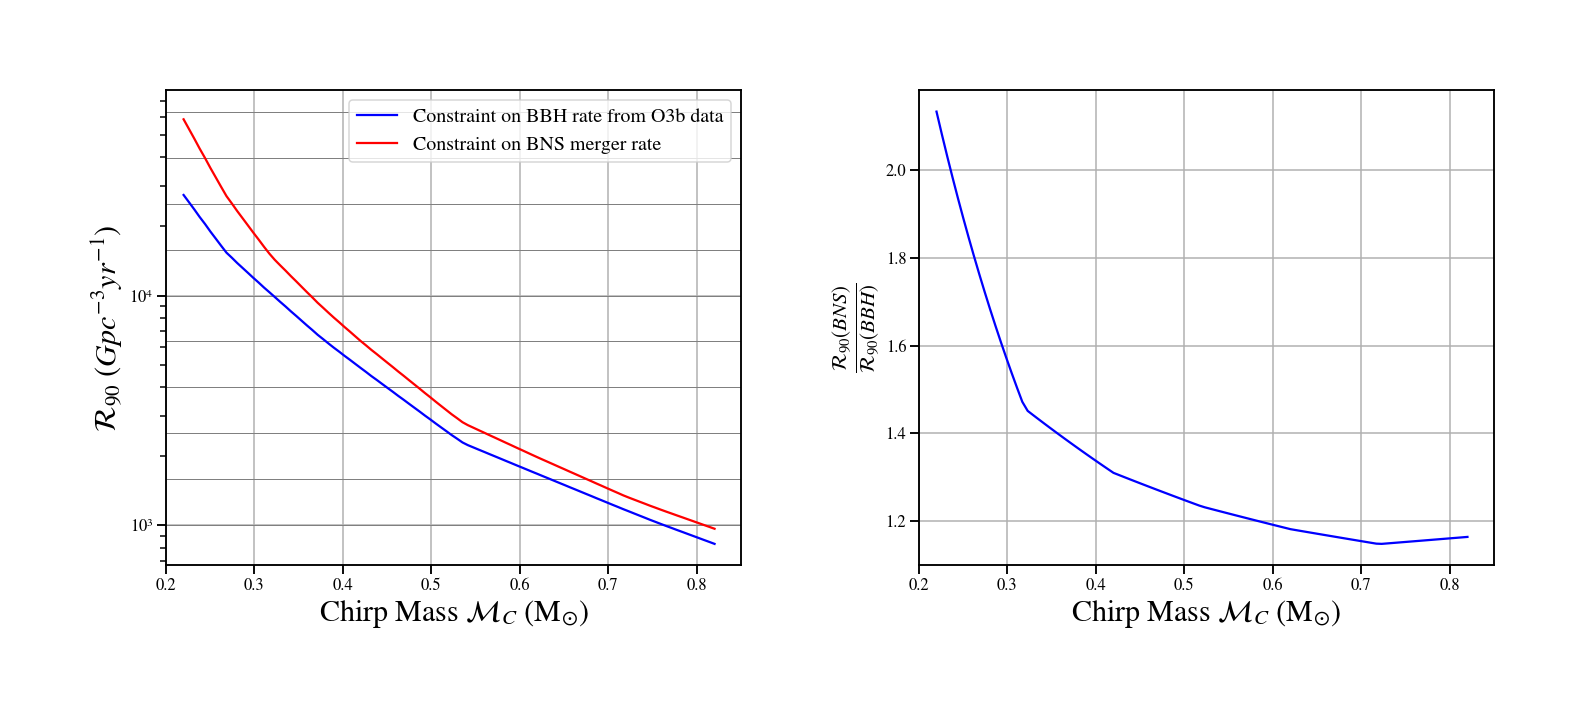 Constraint on BBH rate from O3b data
Constraint on BNS merger rate
10⁴
10³
ℛ₉₀ (Gpc⁻³yr⁻¹)
0.2 0.3 0.4 0.5 0.6 0.7 0.8
Chirp Mass ℳ_C (M_⊙)
2.0
1.8
1.6
1.4
1.2
ℛ₉₀(BNS)
ℛ₉₀(BBH)
0.2 0.3 0.4 0.5 0.6 0.7 0.8
Chirp Mass ℳ_C (M_⊙)